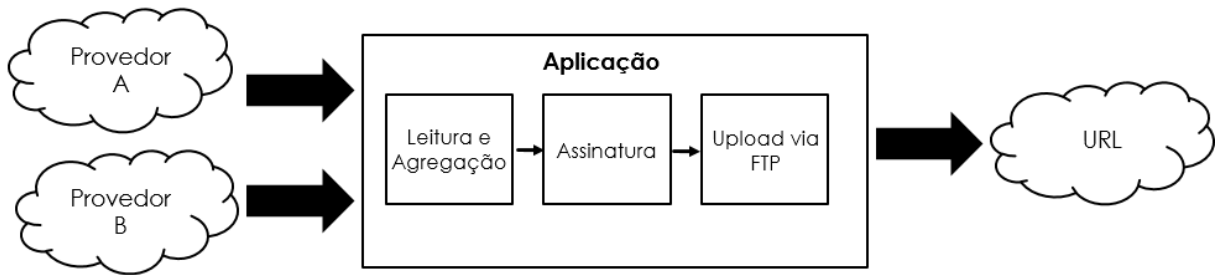 Provedor
A
Provedor
B
Aplicação
Leitura e
Agregação
Assinatura
Upload via
FTP
URL